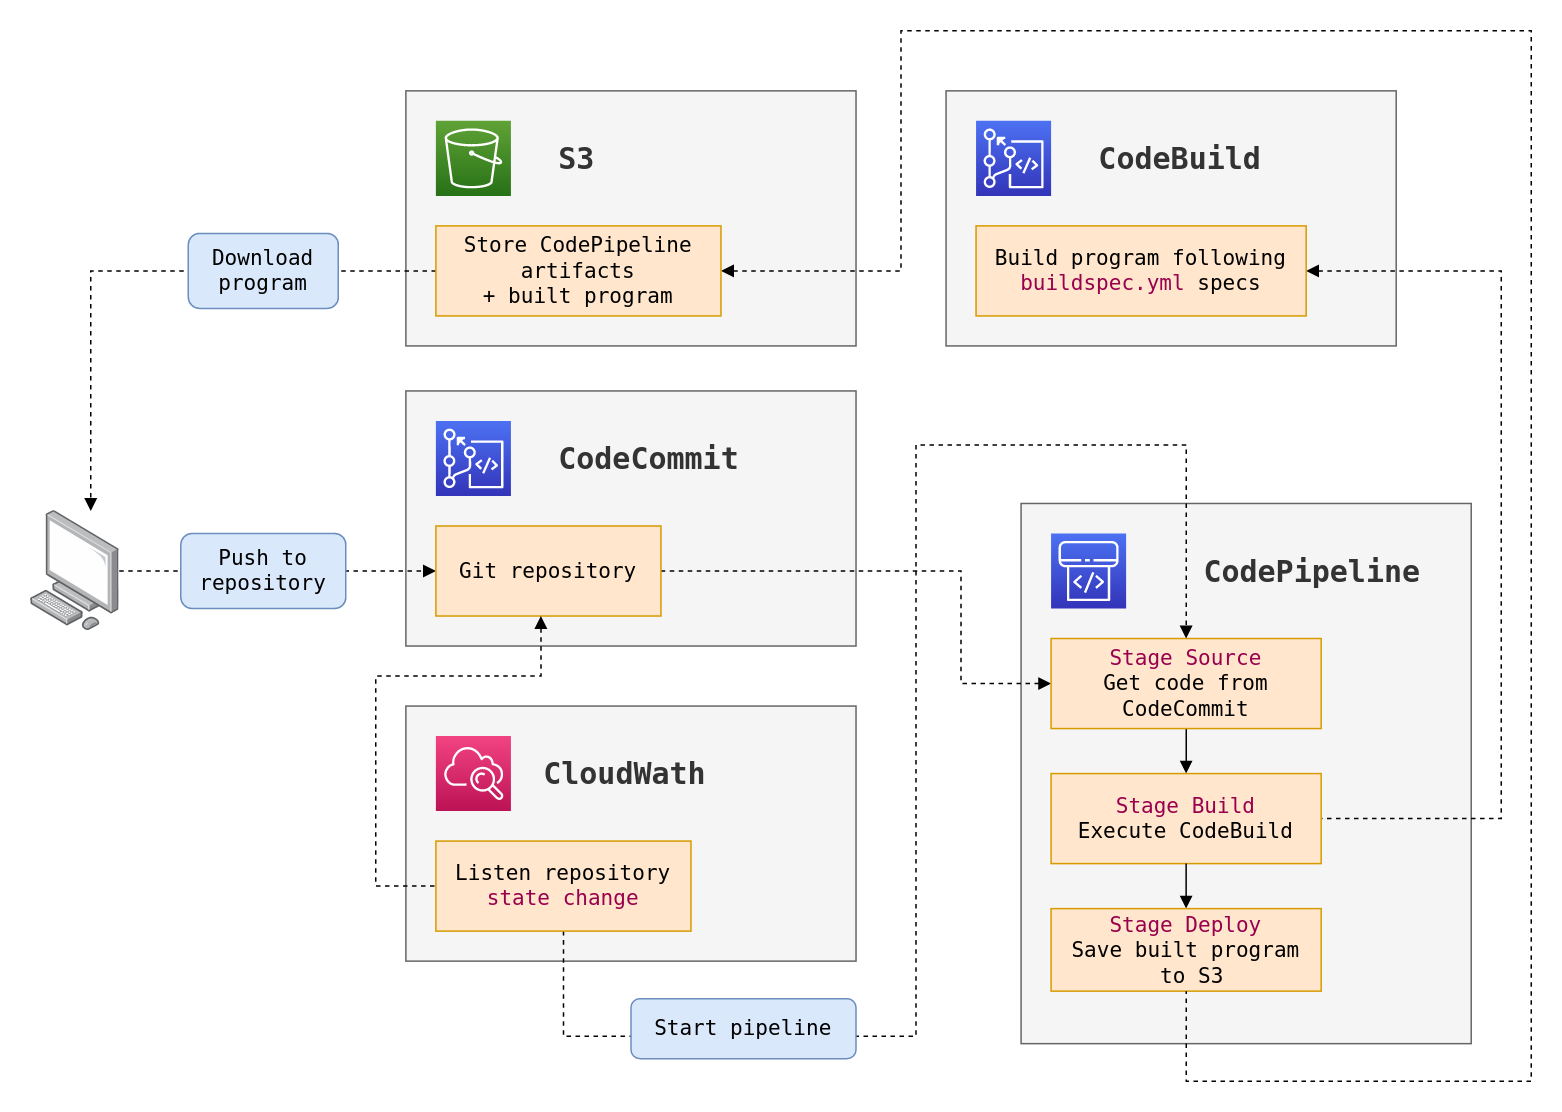 S3
Store CodePipeline
artifacts
+ built program
CodeBuild
Build program following
buildspec.yml specs
Download
program
CodeCommit
Git repository
Push to
repository
CodePipeline
Stage Source
Get code from
CodeCommit
Stage Build
Execute CodeBuild
Stage Deploy
Save built program
to S3
CloudWath
Listen repository
state change
Start pipeline